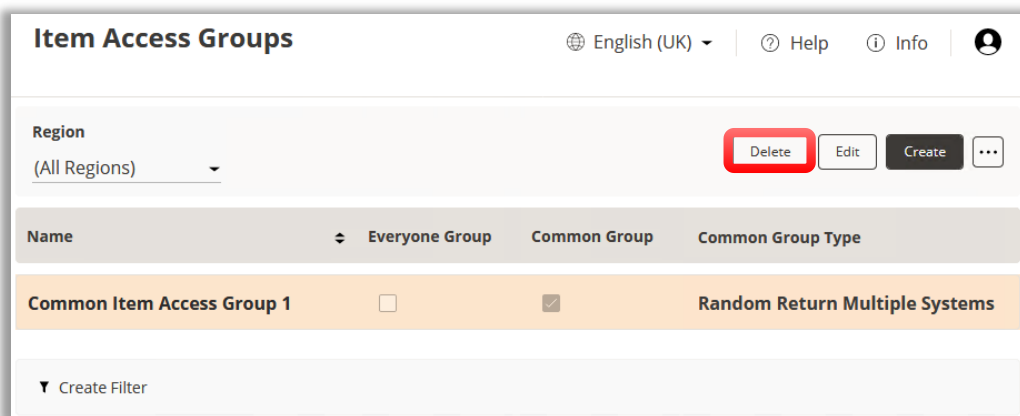 Item Access Groups
English (UK)
Help
Info
Region
(All Regions)
Delete
Edit
Create
Name
Everyone Group
Common Group
Common Group Type
Common Item Access Group 1
Random Return Multiple Systems
Create Filter